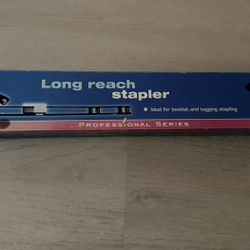 Long reach
stapler
Ideal for booklet and tagging stapling
PROFESSIONAL SERIES